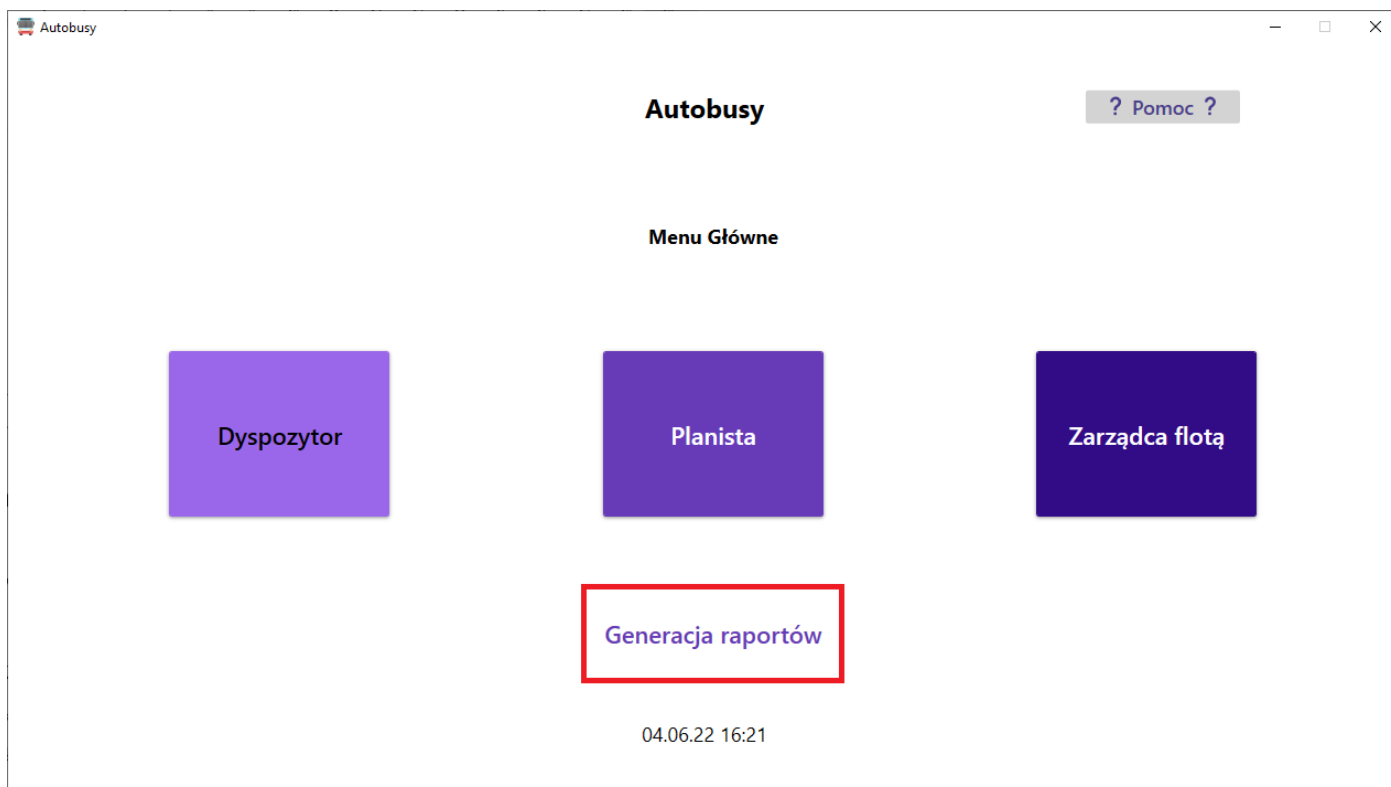 Autobusy
Autobusy
? Pomoc ?
Menu Główne
Dyspozytor
Planista
Zarządca flotą
Generacja raportów
04.06.22 16:21